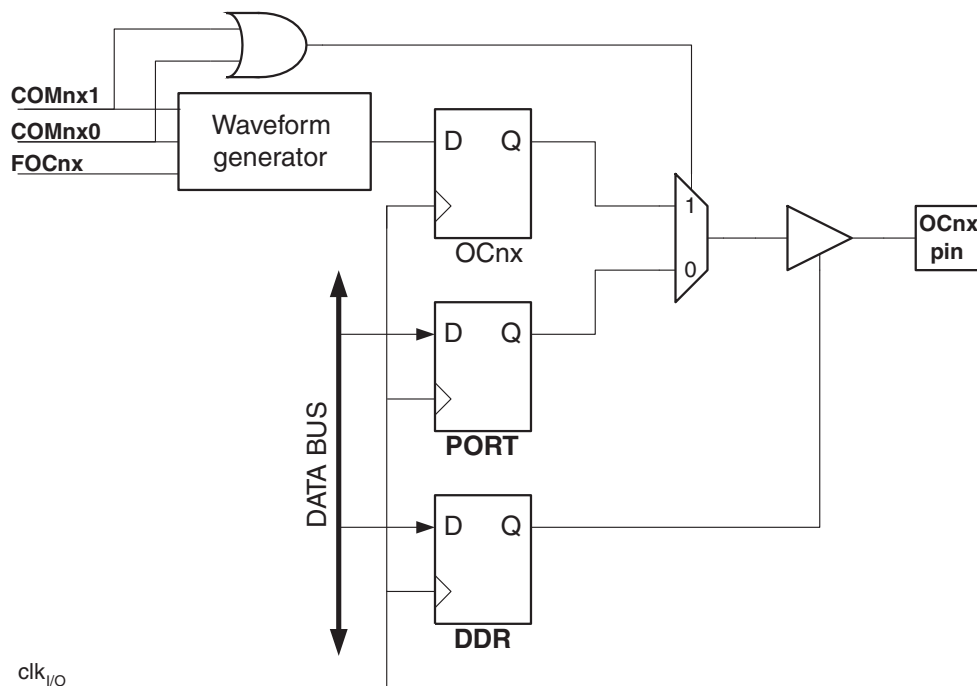 COMnx1
COMnx0
FOCnx
Waveform
generator
D Q
OCnx
1
0
OCnx
pin
D Q
PORT
DATA BUS
D Q
DDR
clkI/O